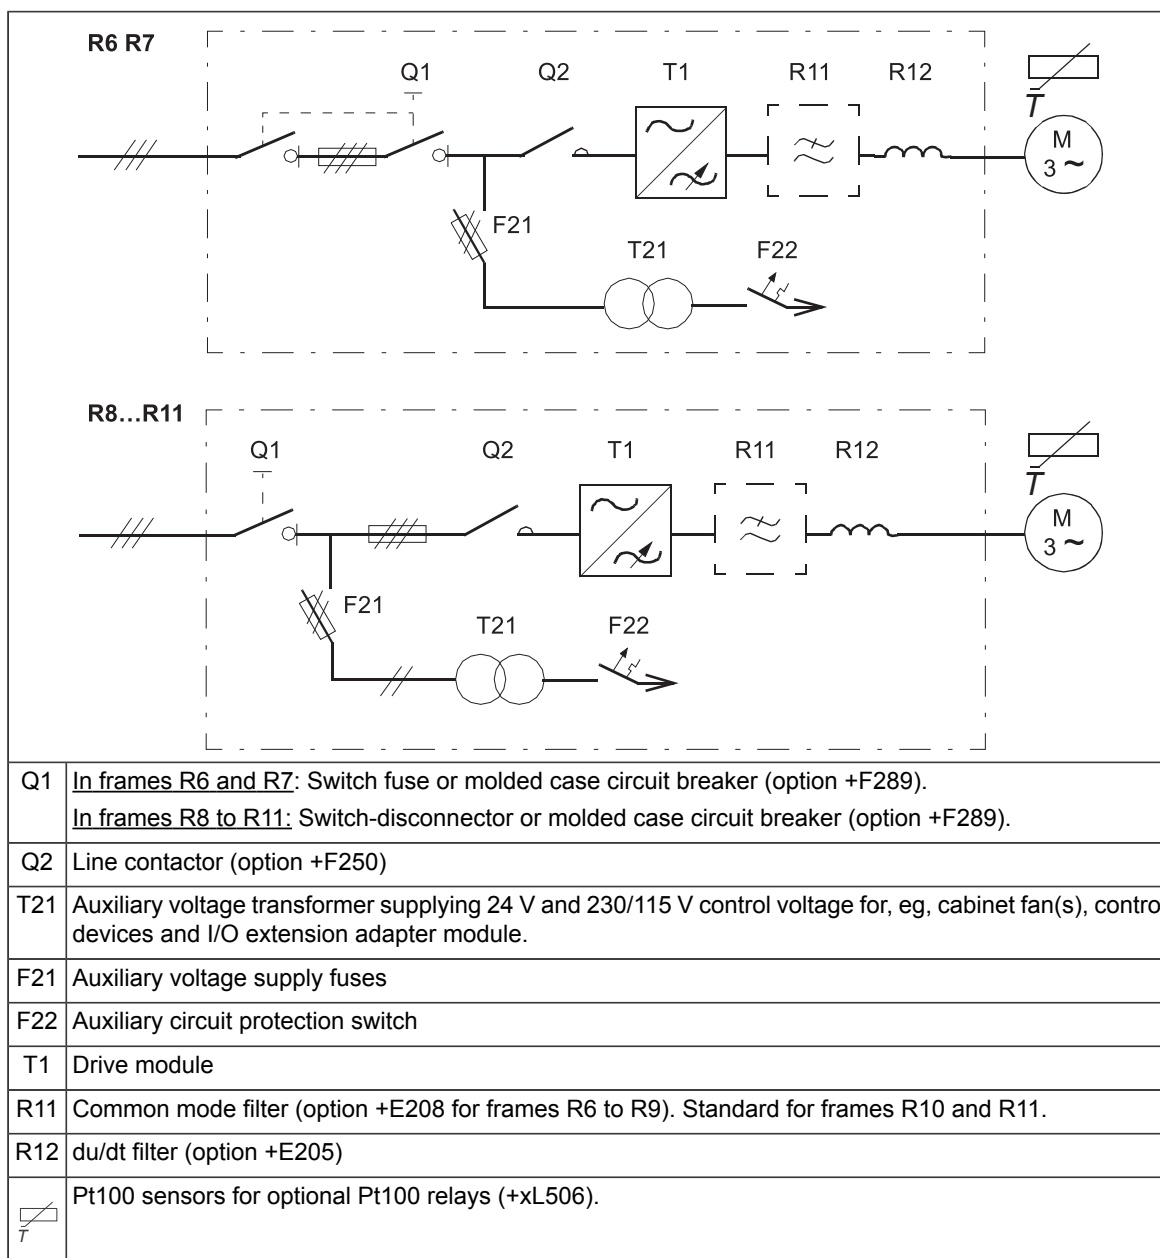 R6 R7
Q1 Q2 T1 R11 R12
T
M
3 ~
F21
T21 F22
R8...R11
Q1 Q2 T1 R11 R12
T
M
3 ~
F21
T21 F22
Q1 In frames R6 and R7: Switch fuse or molded case circuit breaker (option +F289).
In frames R8 to R11: Switch-disconnector or molded case circuit breaker (option +F289).
Q2 Line contactor (option +F250)
T21 Auxiliary voltage transformer supplying 24 V and 230/115 V control voltage for, eg, cabinet fan(s), contro
devices and I/O extension adapter module.
F21 Auxiliary voltage supply fuses
F22 Auxiliary circuit protection switch
T1 Drive module
R11 Common mode filter (option +E208 for frames R6 to R9). Standard for frames R10 and R11.
R12 du/dt filter (option +E205)
Pt100 sensors for optional Pt100 relays (+xL506).
T